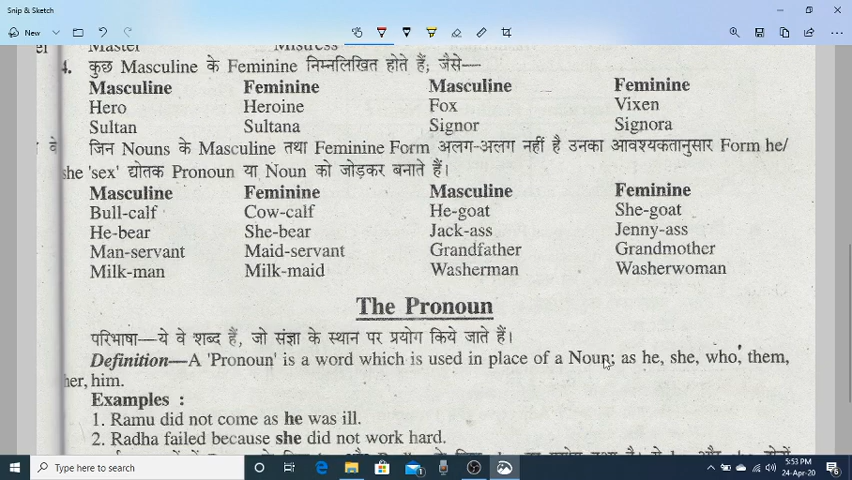 Snip & Sketch
New
Master Mistress
4. कुछ Masculine के Feminine निम्नलिखित होते हैं; जैसे—
Masculine Feminine Masculine Feminine
Hero Heroine Fox Vixen
Sultan Sultana Signor Signora
वे जिन Nouns के Masculine तथा Feminine Form अलग-अलग नहीं है उनका आवश्यकतानुसार Form he/
she 'sex' द्योतक Pronoun या Noun को जोड़कर बनाते हैं।
Masculine Feminine Masculine Feminine
Bull-calf Cow-calf He-goat She-goat
He-bear She-bear Jack-ass Jenny-ass
Man-servant Maid-servant Grandfather Grandmother
Milk-man Milk-maid Washerman Washerwoman
The Pronoun
परिभाषा—ये वे शब्द हैं, जो संज्ञा के स्थान पर प्रयोग किये जाते हैं।
Definition—A 'Pronoun' is a word which is used in place of a Noun; as he, she, who, them,
her, him.
Examples :
1. Ramu did not come as he was ill.
2. Radha failed because she did not work hard.
Type here to search
5:53 PM
24-Apr-20